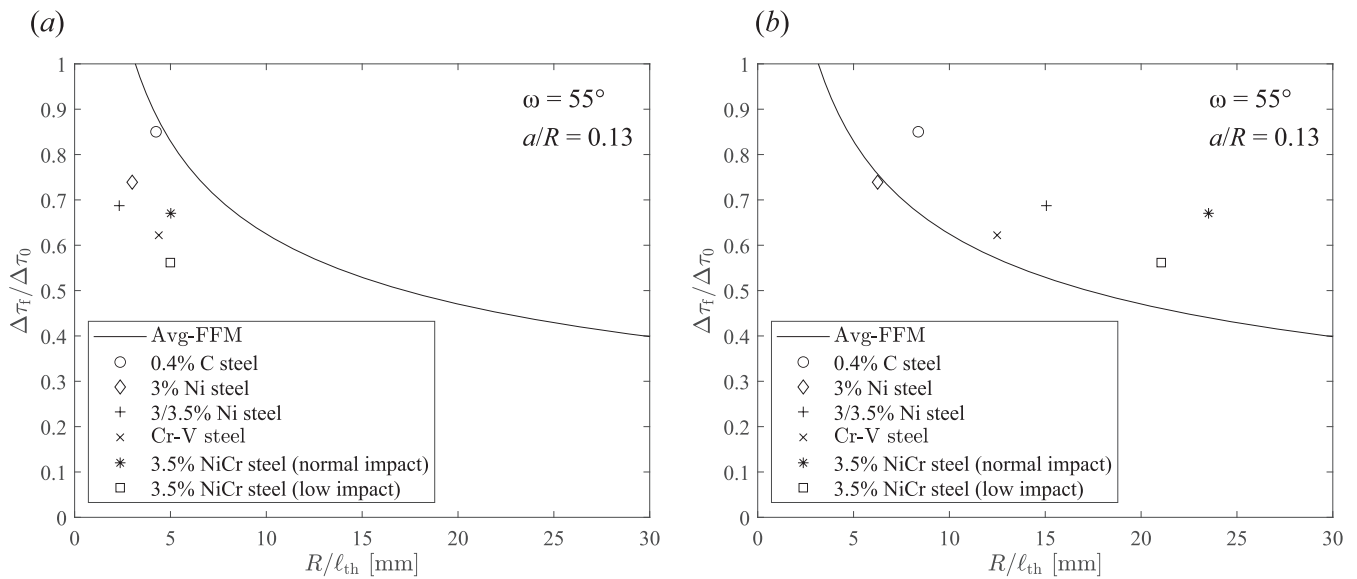 (a)
1
0.9
0.8
0.7
0.6
0.5
0.4
0.3
0.2
0.1
0
Δτf/Δτ0
ω = 55°
a/R = 0.13
Avg-FFM
0.4% C steel
3% Ni steel
3/3.5% Ni steel
Cr-V steel
3.5% NiCr steel (normal impact)
3.5% NiCr steel (low impact)
0 5 10 15 20 25 30
R/ℓth [mm]
(b)
1
0.9
0.8
0.7
0.6
0.5
0.4
0.3
0.2
0.1
0
Δτf/Δτ0
ω = 55°
a/R = 0.13
Avg-FFM
0.4% C steel
3% Ni steel
3/3.5% Ni steel
Cr-V steel
3.5% NiCr steel (normal impact)
3.5% NiCr steel (low impact)
0 5 10 15 20 25 30
R/ℓth [mm]